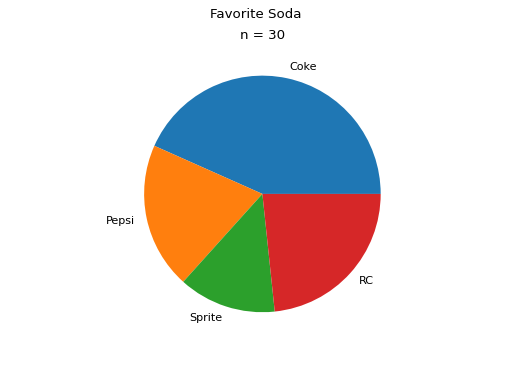 Favorite Soda
n = 30
Coke
Pepsi
RC
Sprite